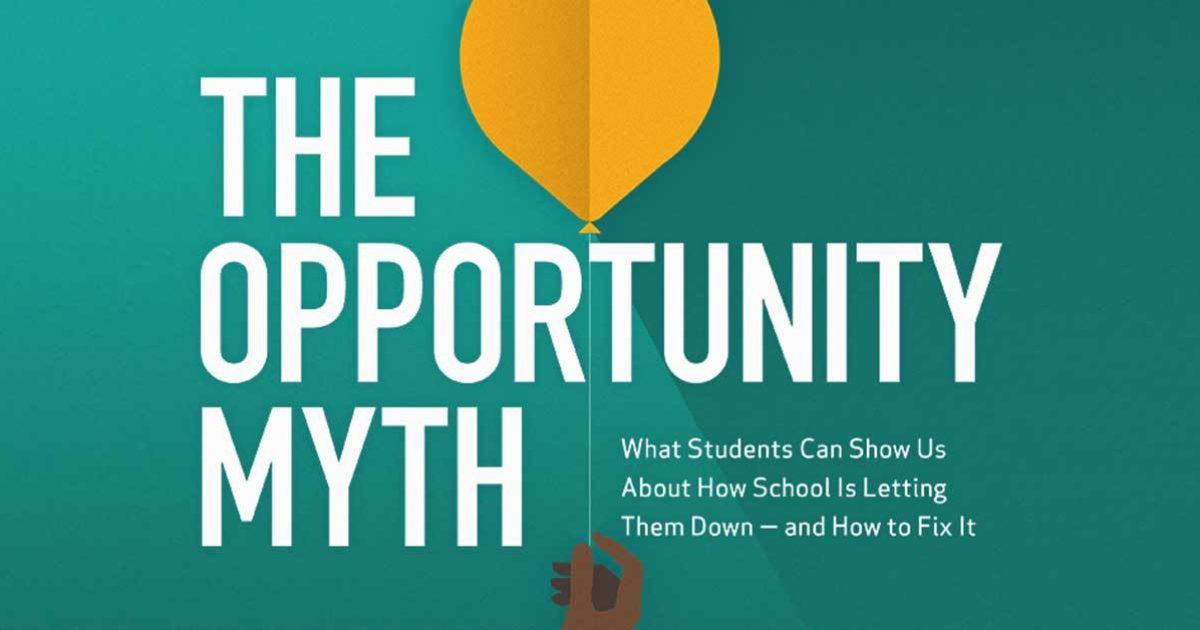 THE
OPPORTUNITY
MYTH
What Students Can Show Us
About How School Is Letting
Them Down — and How to Fix It